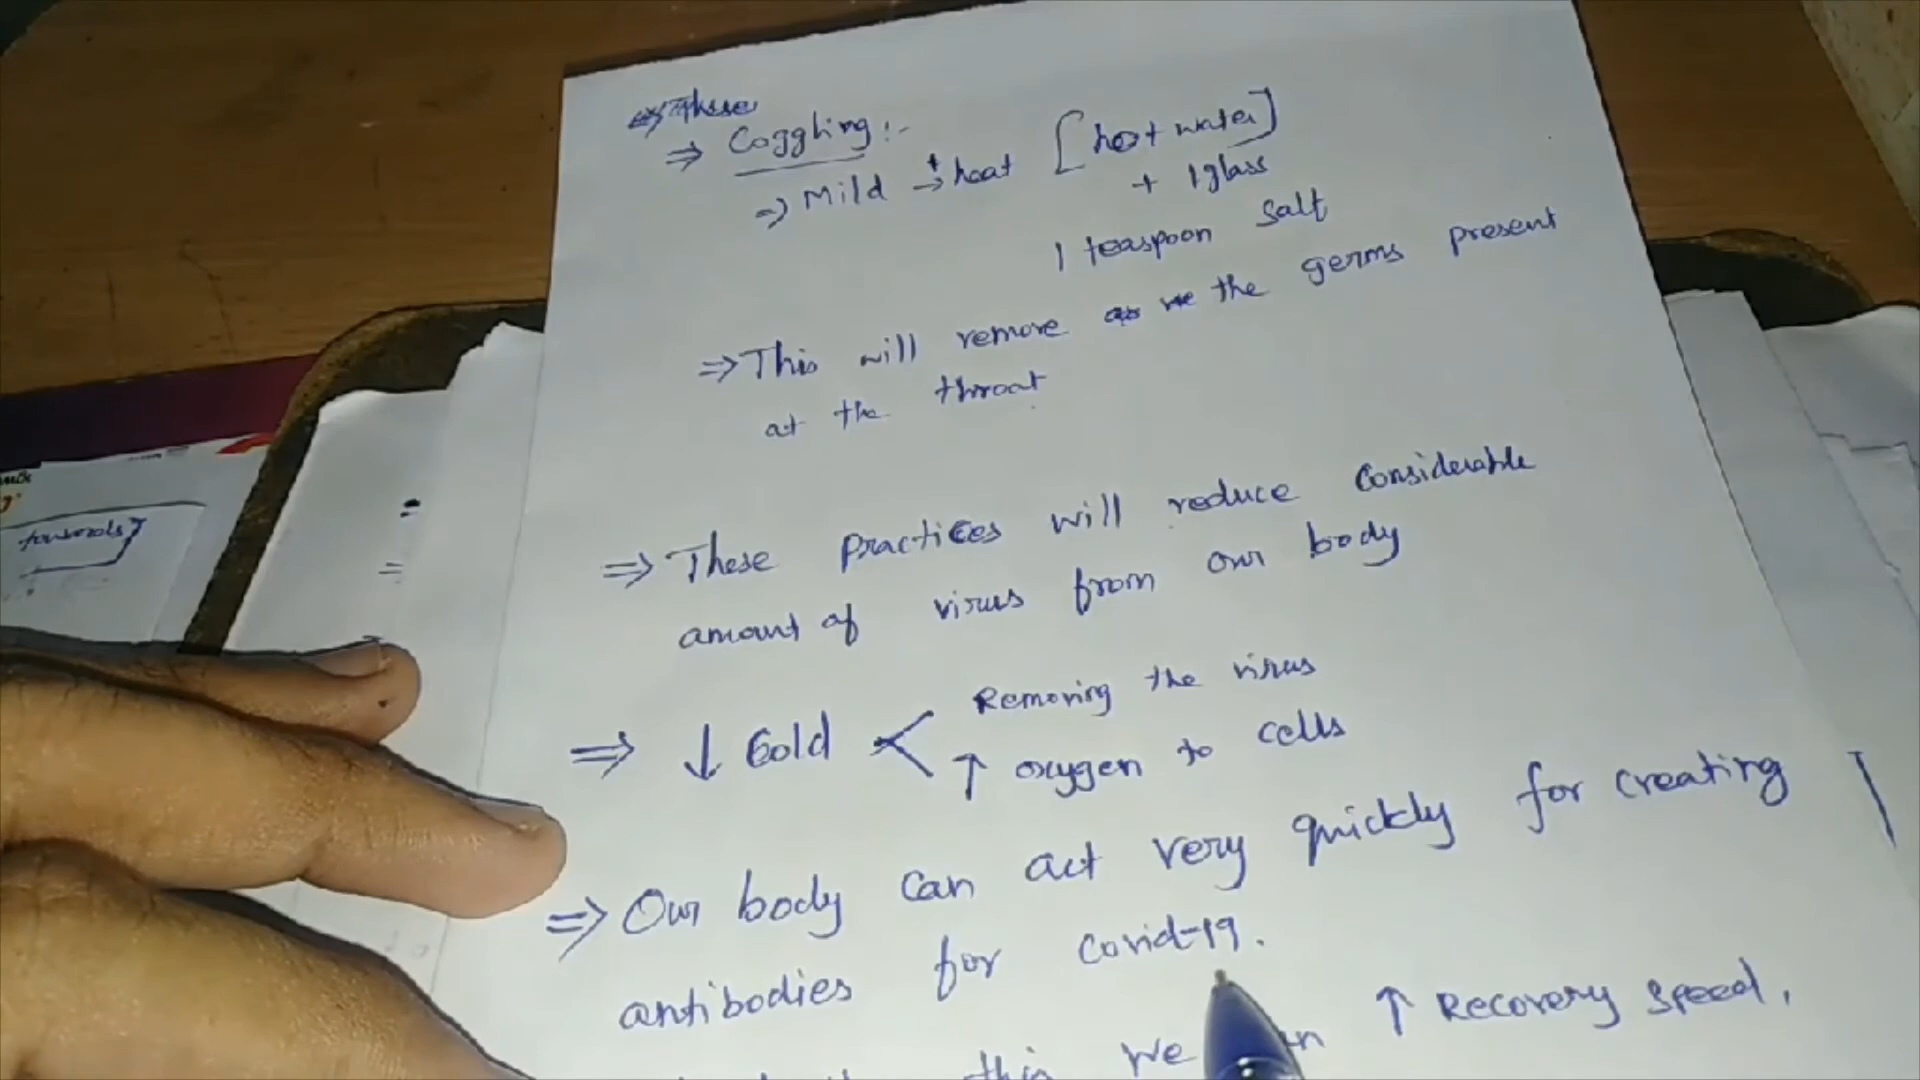 ⇒ These
⇒ Coggling:-
⇒ Mild → heat [hot water]
+ 1 glass
1 teaspoon salt
⇒ This will remove the germs present
at the throat
⇒ These Practices will reduce Considerable
amount of virus from our body
⇒ ↓ Cold < Removing the virus
↑ oxygen to cells
⇒ Our body can act very quickly for creating
antibodies for Covid-19.
this we ↑ Recovery speed,
towards